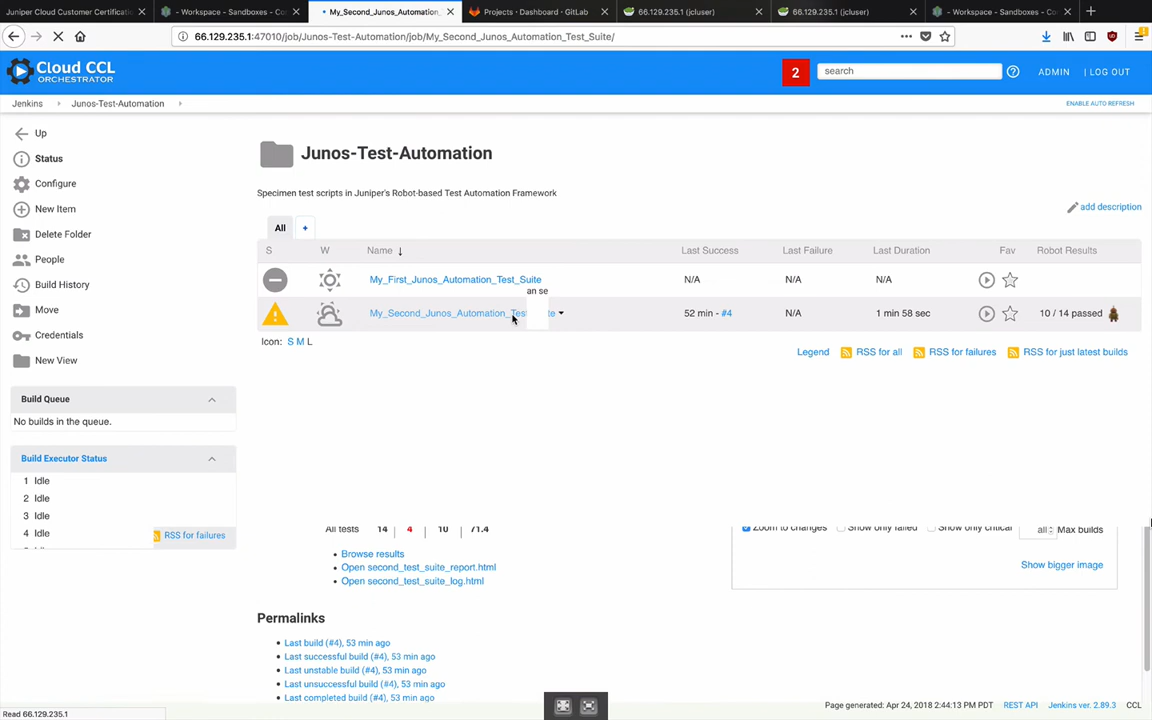 Juniper Cloud Customer Certificati
- Workspace - Sandboxes - Co
My_Second_Junos_Automation_
Projects · Dashboard · GitLab
66.129.235.1 (jcluser)
66.129.235.1 (jcluser)
- Workspace - Sandboxes - Co
66.129.235.1:47010/job/Junos-Test-Automation/job/My_Second_Junos_Automation_Test_Suite/
Cloud CCL
ORCHESTRATOR
2
search
ADMIN
| LOG OUT
Jenkins
Junos-Test-Automation
ENABLE AUTO REFRESH
Up
Status
Configure
New Item
Delete Folder
People
Build History
Move
Credentials
New View
Build Queue
No builds in the queue.
Build Executor Status
1 Idle
2 Idle
3 Idle
4 Idle
RSS for failures
Junos-Test-Automation
Specimen test scripts in Juniper's Robot-based Test Automation Framework
add description
All +
S W Name ↓ Last Success Last Failure Last Duration Fav Robot Results
My_First_Junos_Automation_Test_Suite N/A N/A N/A
an se
My_Second_Junos_Automation_Test te 52 min - #4 N/A 1 min 58 sec 10 / 14 passed
Icon: S M L
Legend RSS for all RSS for failures RSS for just latest builds
All tests 14 4 10 71.4
Zoom to changes Show only failed Show only critical all Max builds
Browse results
Open second_test_suite_report.html
Open second_test_suite_log.html
Show bigger image
Permalinks
Last build (#4), 53 min ago
Last successful build (#4), 53 min ago
Last unstable build (#4), 53 min ago
Last unsuccessful build (#4), 53 min ago
Last completed build (#4), 53 min ago
Page generated: Apr 24, 2018 2:44:13 PM PDT REST API Jenkins ver. 2.89.3 CCL
Read 66.129.235.1